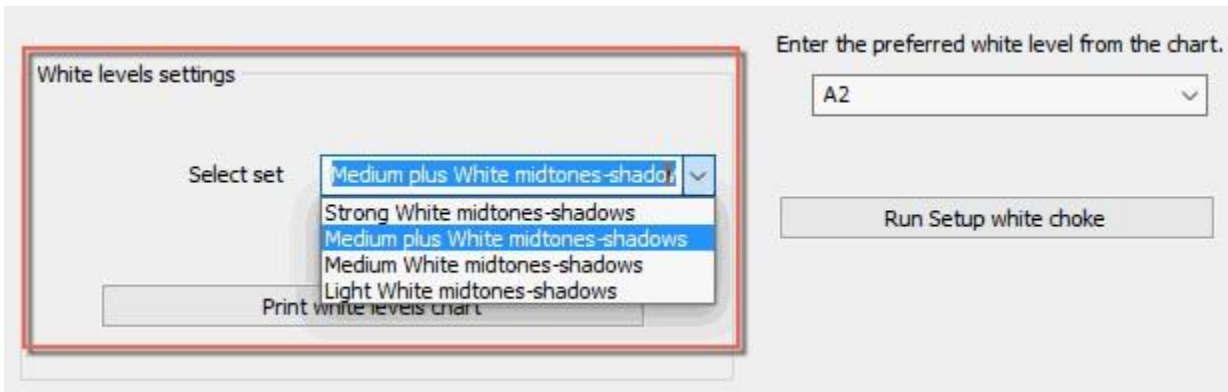 Enter the preferred white level from the chart.
White levels settings
A2
Select set
Medium plus White midtones-shado
Strong White midtones-shadows
Run Setup white choke
Medium plus White midtones-shadows
Medium White midtones-shadows
Light White midtones-shadows
Print white levels chart